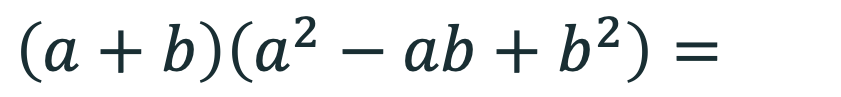 (a + b)(a² − ab + b²) =